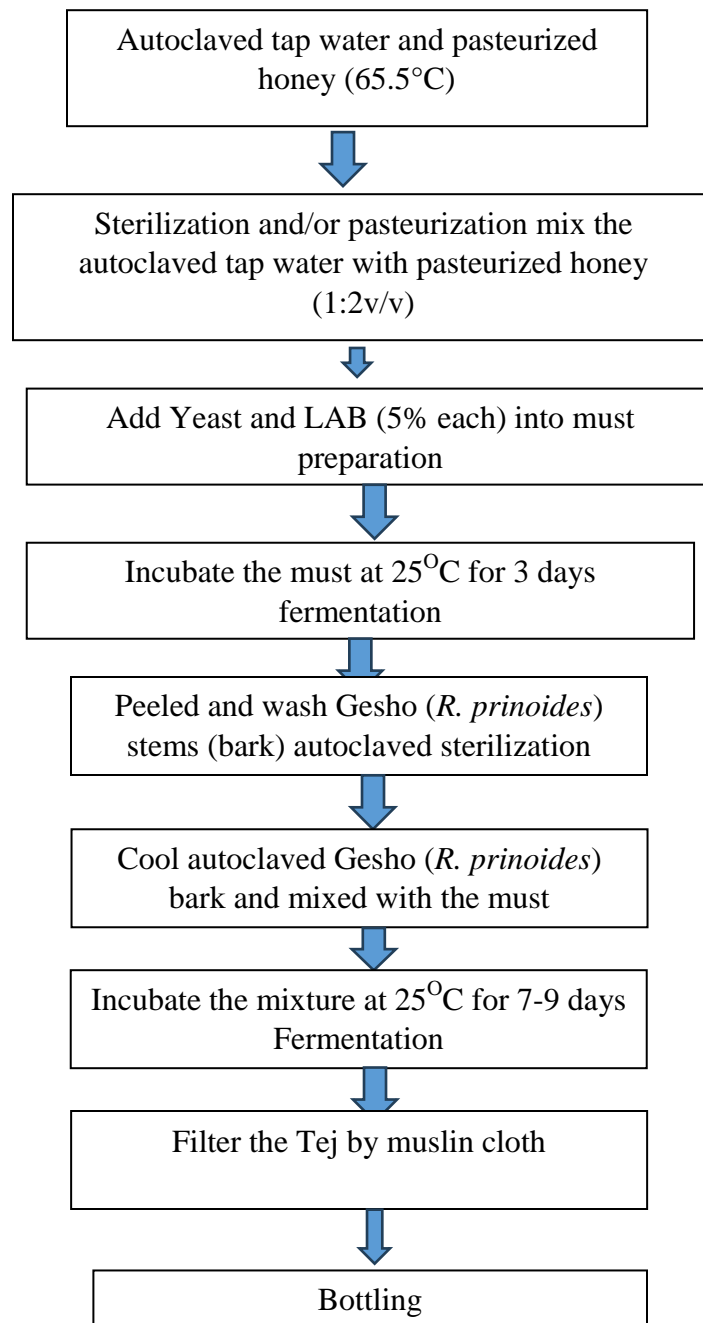 Autoclaved tap water and pasteurized
honey (65.5°C)
Sterilization and/or pasteurization mix the
autoclaved tap water with pasteurized honey
(1:2v/v)
Add Yeast and LAB (5% each) into must
preparation
Incubate the must at 25ᴼC for 3 days
fermentation
Peeled and wash Gesho (R. prinoides)
stems (bark) autoclaved sterilization
Cool autoclaved Gesho (R. prinoides)
bark and mixed with the must
Incubate the mixture at 25ᴼC for 7-9 days
Fermentation
Filter the Tej by muslin cloth
Bottling